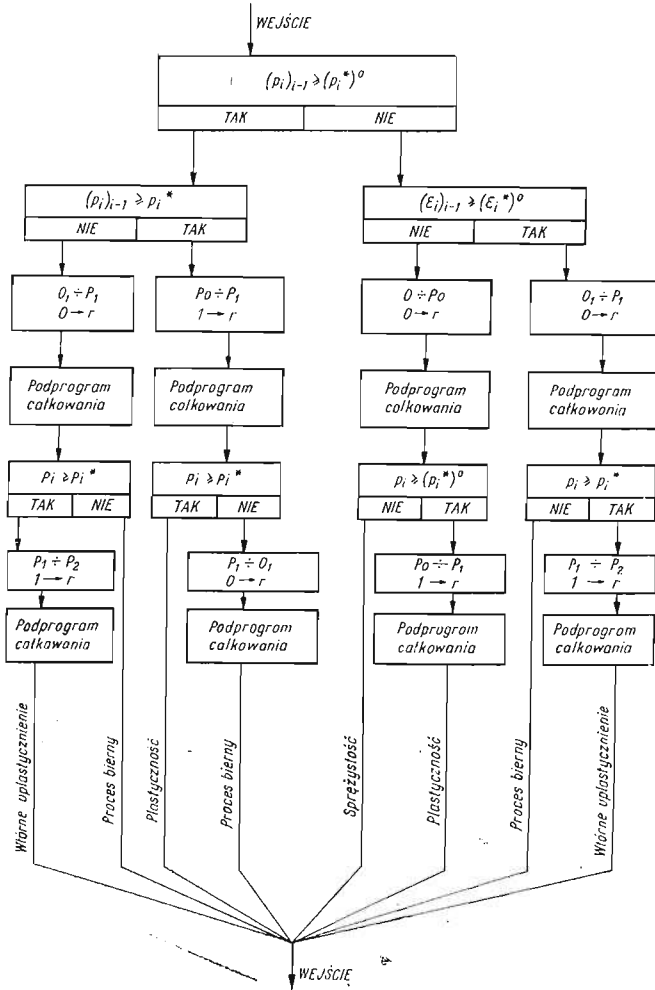 WEJŚCIE
(p_i)_{i-1} ≥ (p_i*)^0
TAK NIE
(p_i)_{i-1} ≥ p_i*
NIE TAK
(ε_i)_{i-1} ≥ (ε_i*)^0
NIE TAK
O_1 ÷ P_1
0 → r
Po ÷ P_1
1 → r
O ÷ Po
0 → r
O_1 ÷ P_1
0 → r
Podprogram
całkowania
Podprogram
całkowania
Podprogram
całkowania
Podprogram
całkowania
P_i ≥ P_i*
TAK NIE
p_i ≥ p_i*
TAK NIE
p_i ≥ (p_i*)^0
NIE TAK
p_i ≥ p_i*
NIE TAK
P_1 ÷ P_2
1 → r
P_1 ÷ O_1
0 → r
Po ÷ P_1
1 → r
P_1 ÷ P_2
1 → r
Podprogram
całkowania
Podprogram
całkowania
Podprogram
całkowania
Podprogram
całkowania
Wtórne uplastycznienie
Proces bierny
Plastyczność
Proces bierny
Sprężystość
Plastyczność
Proces bierny
Wtórne uplastycznienie
WEJŚCIE